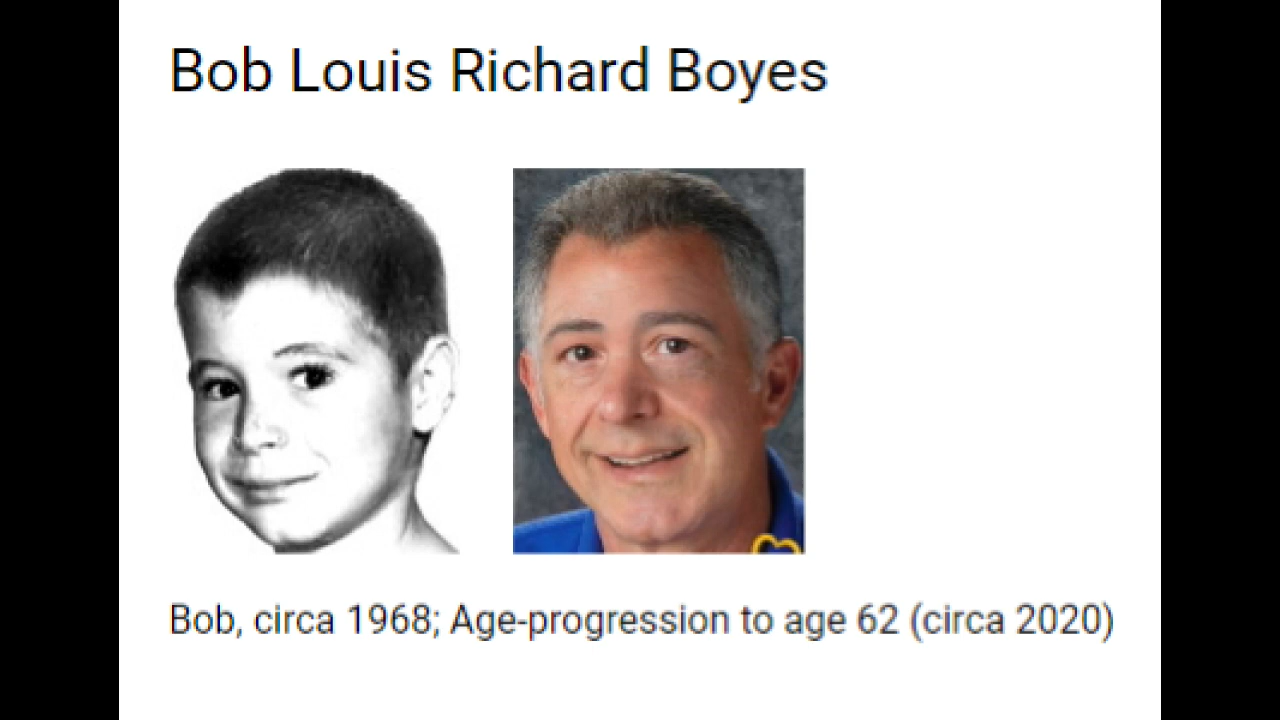 Bob Louis Richard Boyes
Bob, circa 1968; Age-progression to age 62 (circa 2020)